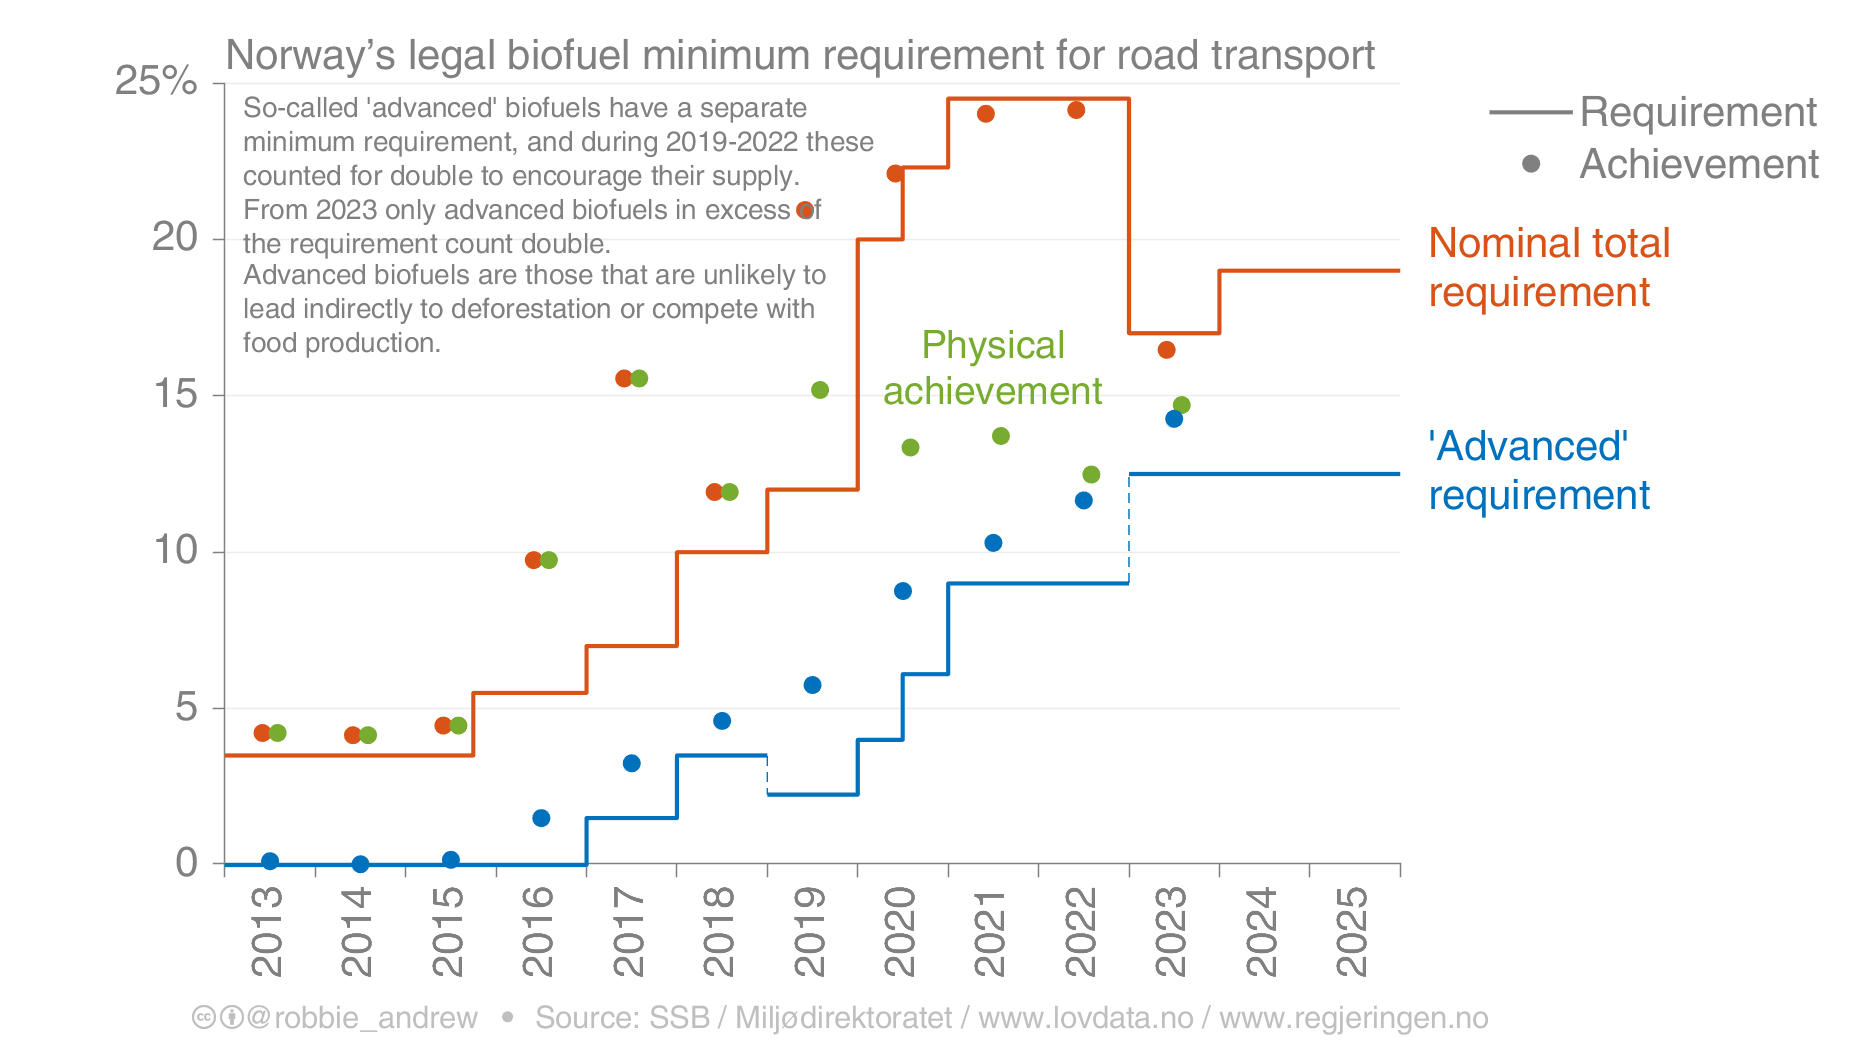 Norway’s legal biofuel minimum requirement for road transport
25%
So-called 'advanced' biofuels have a separate
minimum requirement, and during 2019-2022 these
counted for double to encourage their supply.
From 2023 only advanced biofuels in excess of
the requirement count double.
Advanced biofuels are those that are unlikely to
lead indirectly to deforestation or compete with
food production.
Requirement
Achievement
20
Nominal total
requirement
Physical
achievement
15
'Advanced'
requirement
10
5
0
2013 2014 2015 2016 2017 2018 2019 2020 2021 2022 2023 2024 2025
cc @robbie_andrew • Source: SSB / Miljødirektoratet / www.lovdata.no / www.regjeringen.no